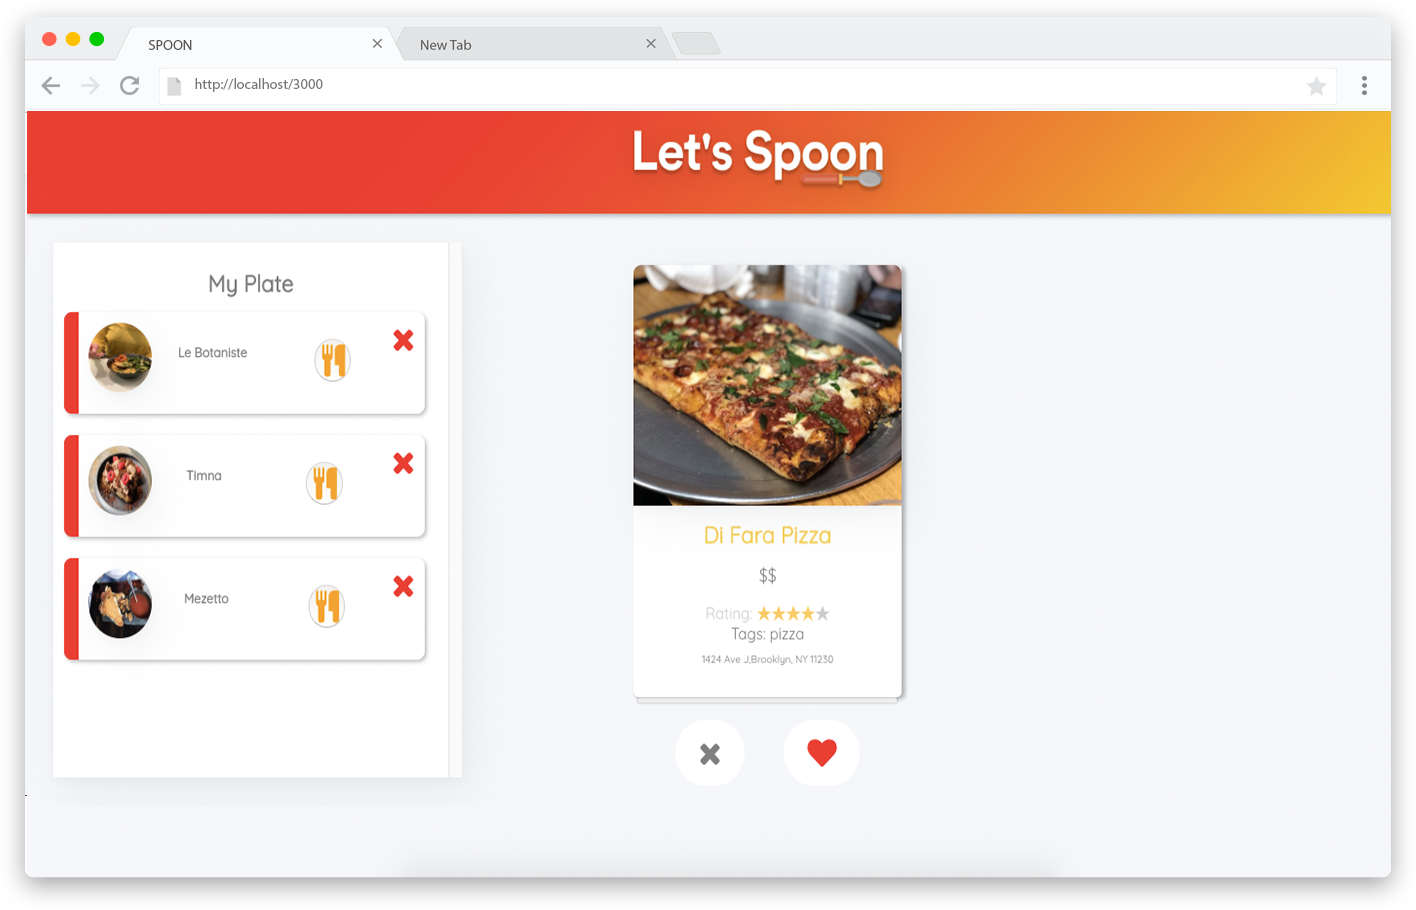 SPOON
New Tab
http://localhost/3000
Let's Spoon
My Plate
Le Botaniste
Timna
Mezetto
Di Fara Pizza
$$
Rating:
Tags: pizza
1424 Ave J,Brooklyn, NY 11230